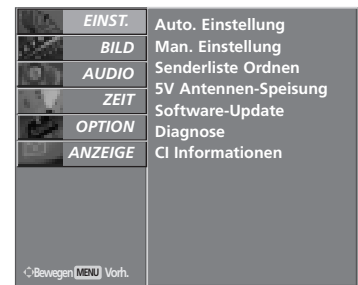 EINST.
BILD
AUDIO
ZEIT
OPTION
ANZEIGE
Auto. Einstellung
Man. Einstellung
Senderliste Ordnen
5V Antennen-Speisung
Software-Update
Diagnose
CI Informationen
Bewegen MENU Vorh.